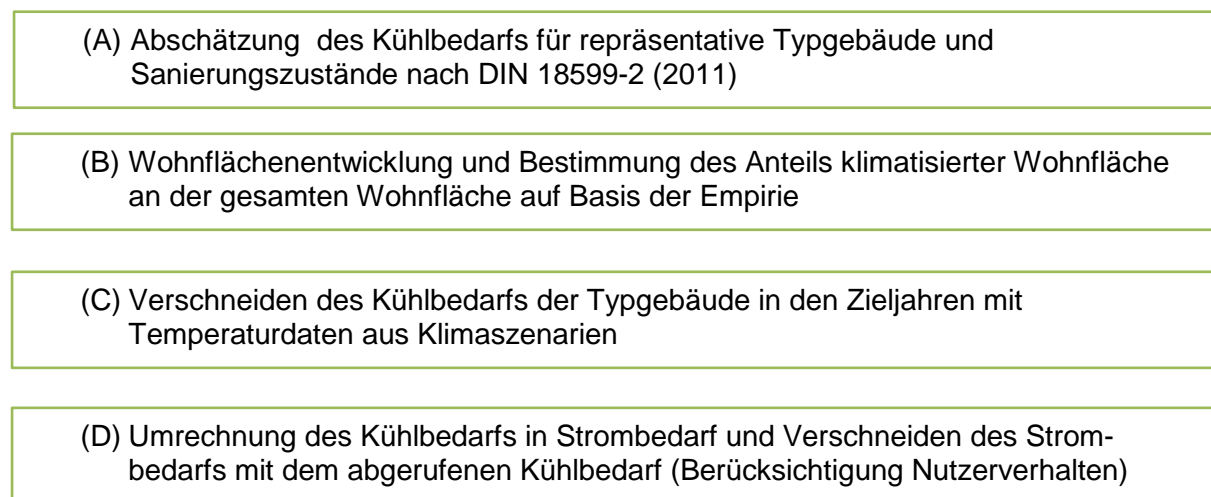 (A) Abschätzung des Kühlbedarfs für repräsentative Typgebäude und
Sanierungszustände nach DIN 18599-2 (2011)
(B) Wohnflächenentwicklung und Bestimmung des Anteils klimatisierter Wohnfläche
an der gesamten Wohnfläche auf Basis der Empirie
(C) Verschneiden des Kühlbedarfs der Typgebäude in den Zieljahren mit
Temperaturdaten aus Klimaszenarien
(D) Umrechnung des Kühlbedarfs in Strombedarf und Verschneiden des Strom-
bedarfs mit dem abgerufenen Kühlbedarf (Berücksichtigung Nutzerverhalten)